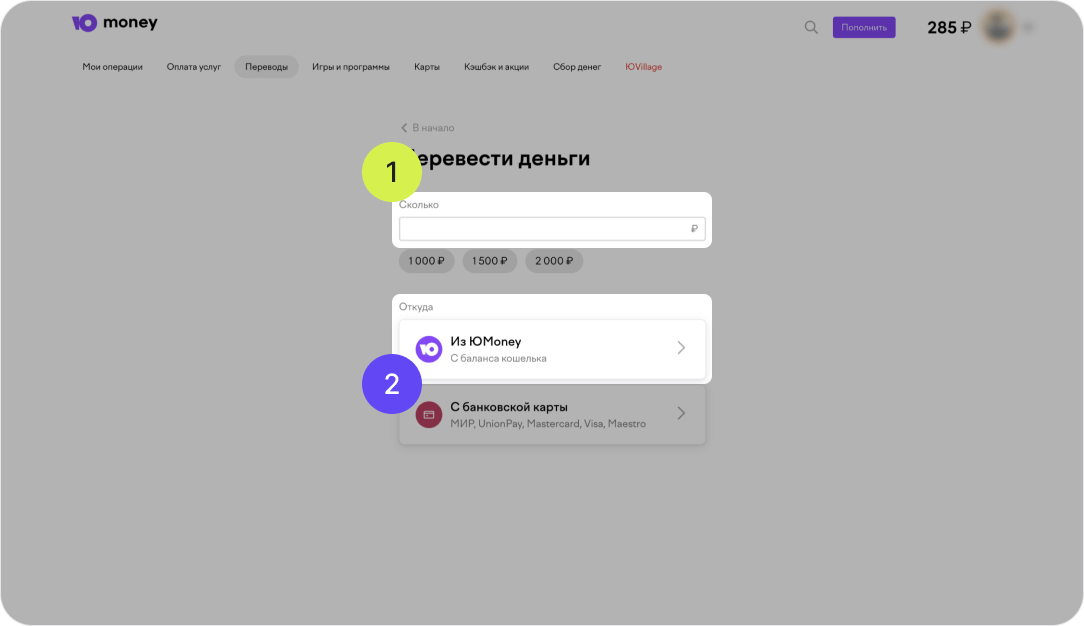 Ю money
Пополнить
285 ₽
Мои операции Оплата услуг Переводы Игры и программы Карты Кэшбэк и акции Сбор денег ЮVillage
В начало
1
еревести деньги
Сколько
₽
1 000 ₽ 1 500 ₽ 2 000 ₽
Откуда
Из ЮMoney
С баланса кошелька
2
С банковской карты
МИР, UnionPay, Mastercard, Visa, Maestro